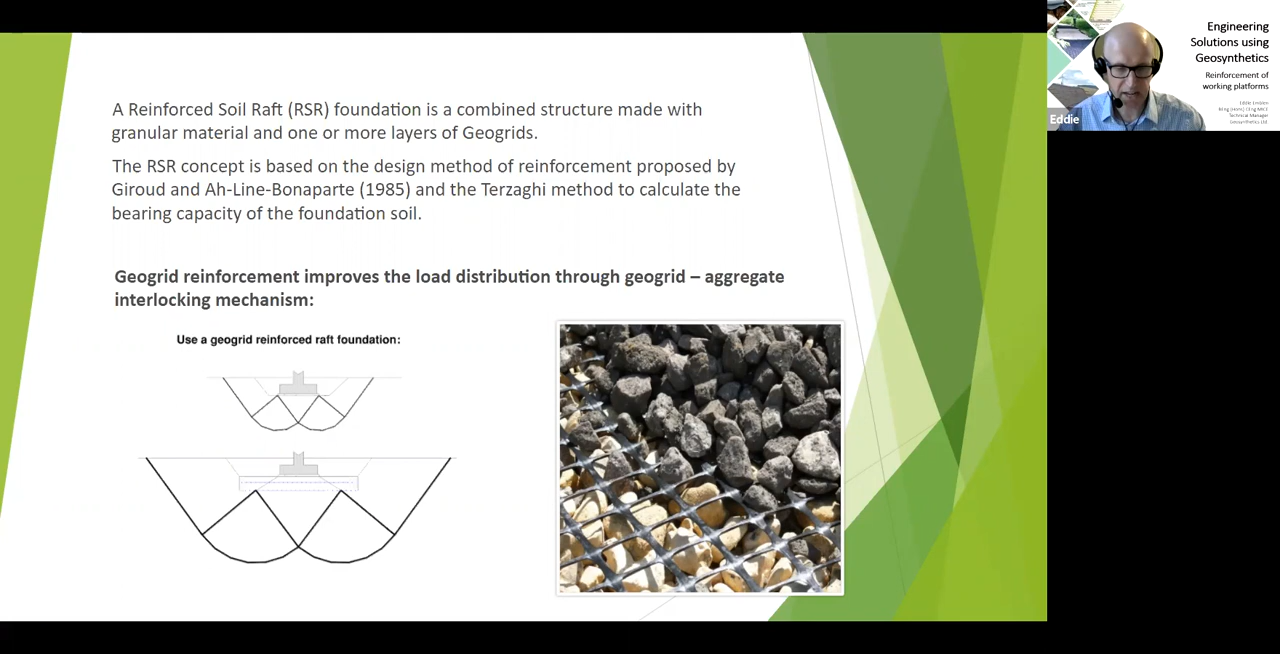 A Reinforced Soil Raft (RSR) foundation is a combined structure made with
granular material and one or more layers of Geogrids.
The RSR concept is based on the design method of reinforcement proposed by
Giroud and Ah-Line-Bonaparte (1985) and the Terzaghi method to calculate the
bearing capacity of the foundation soil.
Geogrid reinforcement improves the load distribution through geogrid – aggregate
interlocking mechanism:
Use a geogrid reinforced raft foundation:
Engineering
Solutions using
Geosynthetics
Reinforcement of
working platforms
Technical Manager
Geosynthetics Ltd
Eddie